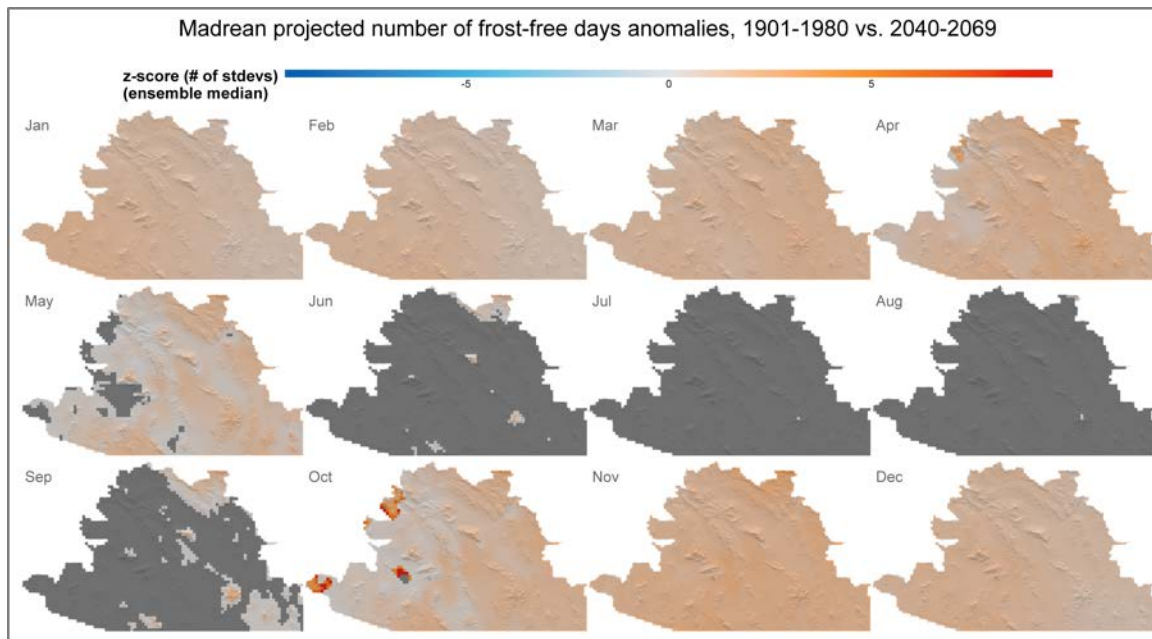 Madrean projected number of frost-free days anomalies, 1901-1980 vs. 2040-2069
z-score (# of stdevs)
(ensemble median)
-5 0 5
Jan Feb Mar Apr
May Jun Jul Aug
Sep Oct Nov Dec